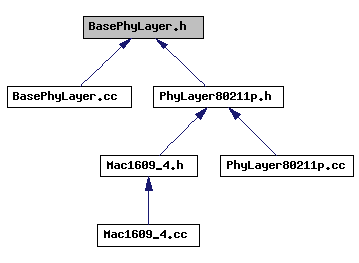 BasePhyLayer.h
BasePhyLayer.cc
PhyLayer80211p.h
Mac1609_4.h
PhyLayer80211p.cc
Mac1609_4.cc